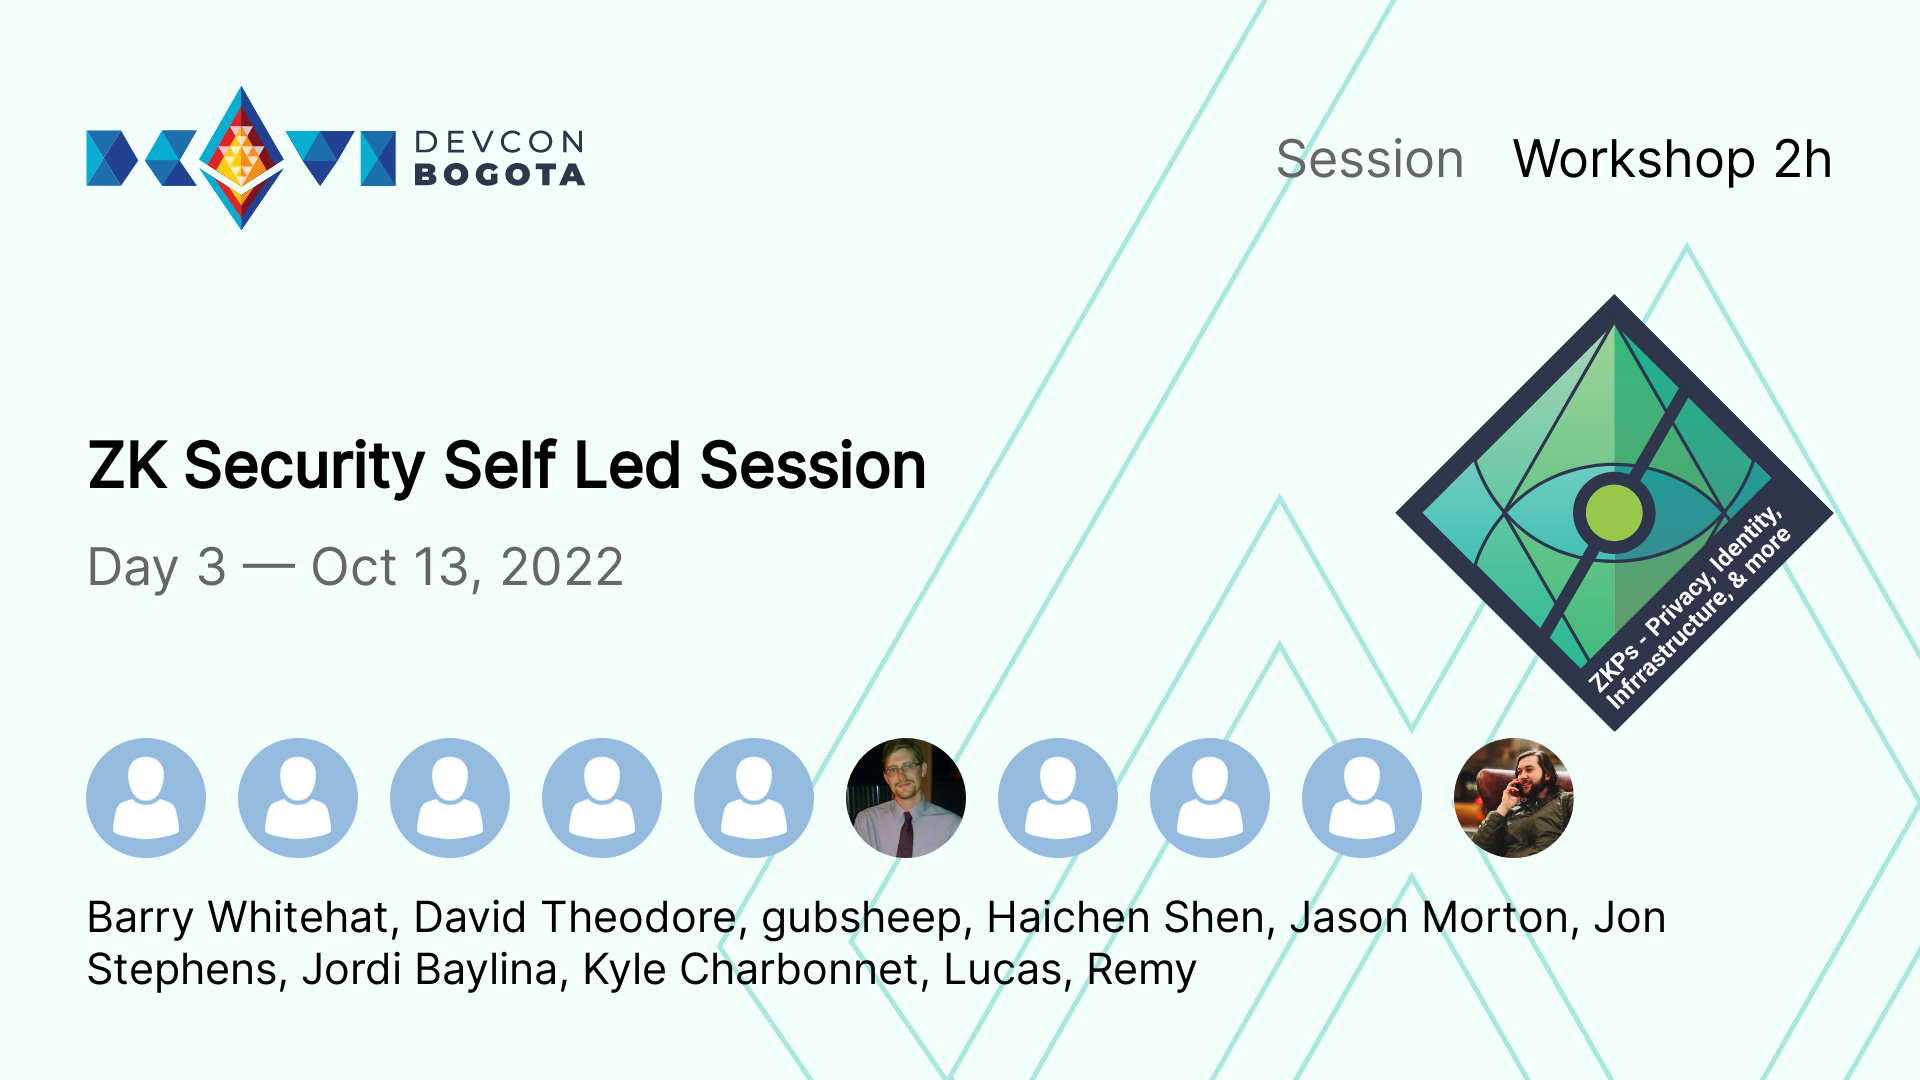 DEVCON
BOGOTA
Session Workshop 2h
ZK Security Self Led Session
Day 3 — Oct 13, 2022
ZKPs - Privacy, Identity,
Infrrastructure, & more
Barry Whitehat, David Theodore, gubsheep, Haichen Shen, Jason Morton, Jon
Stephens, Jordi Baylina, Kyle Charbonnet, Lucas, Remy